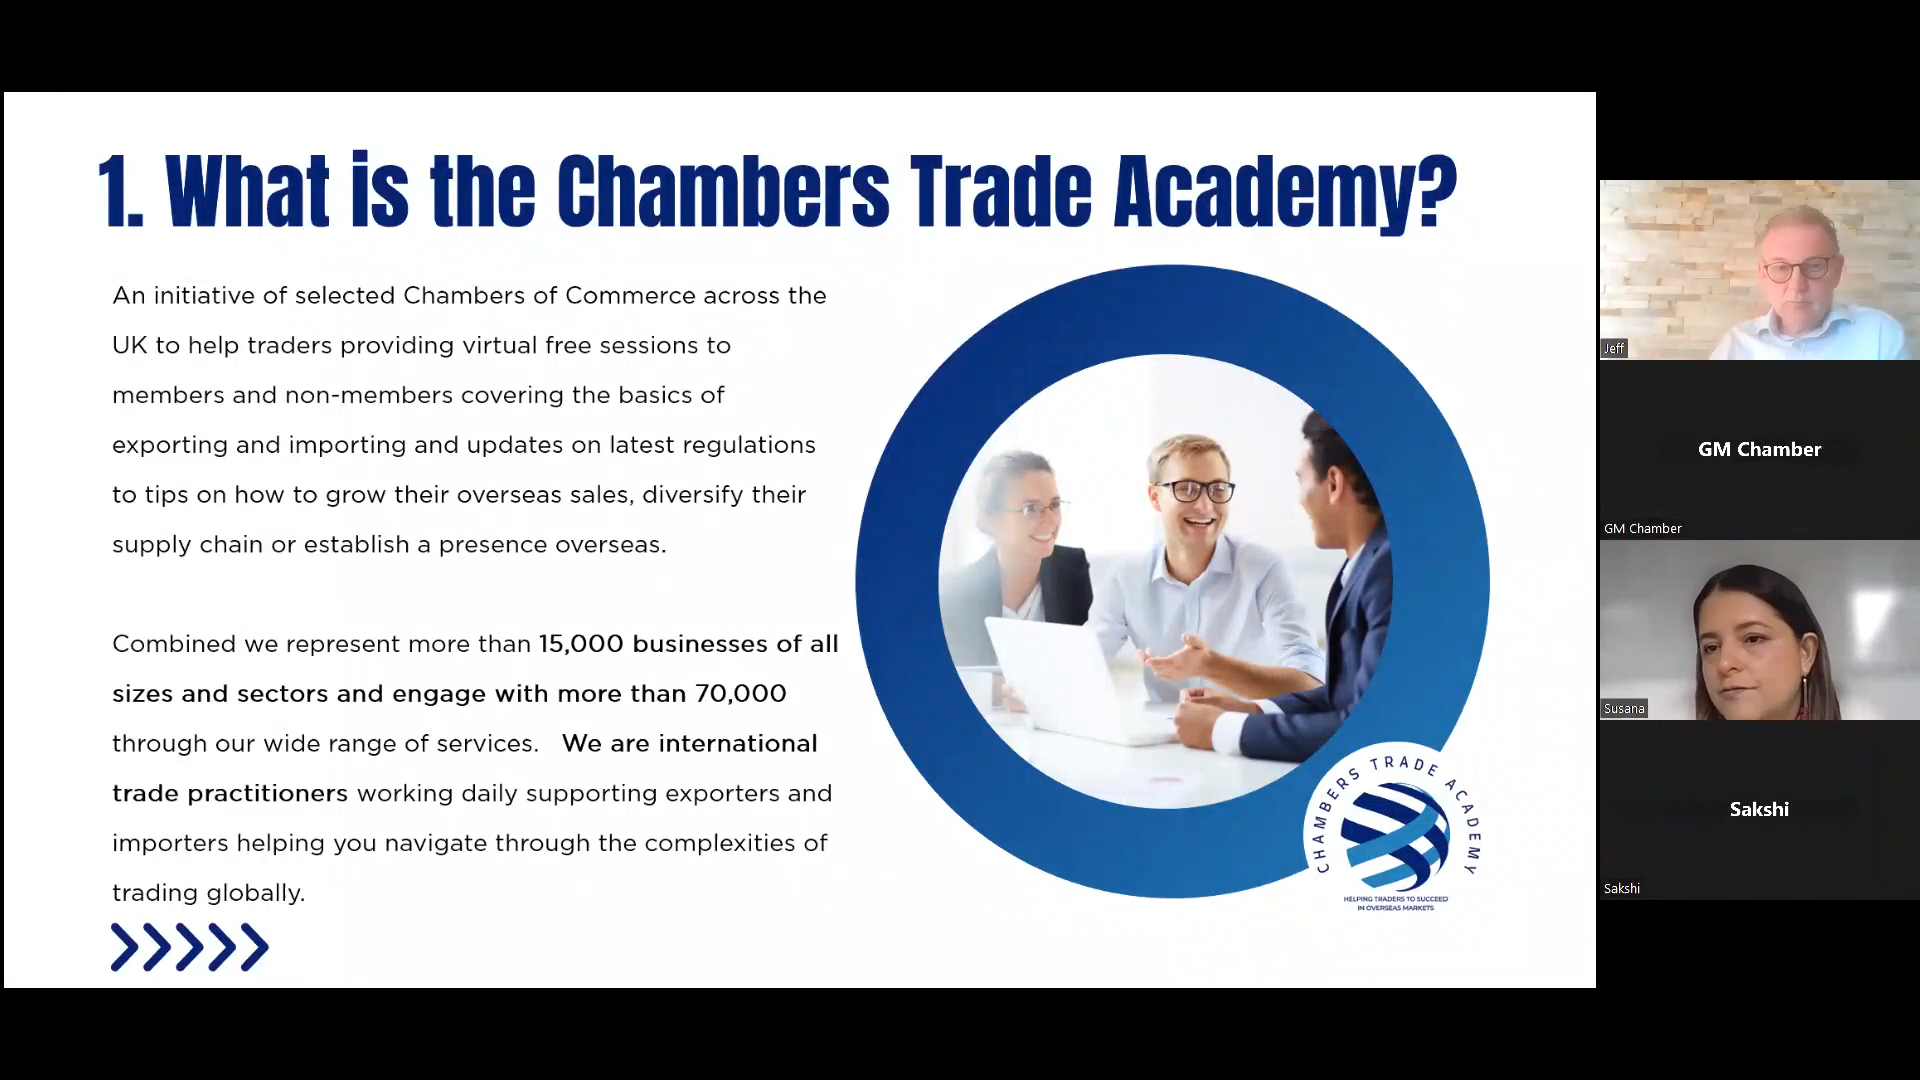 1. What is the Chambers Trade Academy?
An initiative of selected Chambers of Commerce across the
UK to help traders providing virtual free sessions to
members and non-members covering the basics of
exporting and importing and updates on latest regulations
to tips on how to grow their overseas sales, diversify their
supply chain or establish a presence overseas.
Combined we represent more than 15,000 businesses of all
sizes and sectors and engage with more than 70,000
through our wide range of services. We are international
trade practitioners working daily supporting exporters and
importers helping you navigate through the complexities of
trading globally.
CHAMBERS TRADE ACADEMY
HELPING TRADERS TO SUCCEED
IN OVERSEAS MARKETS
Jeff
GM Chamber
GM Chamber
Susana
Sakshi
Sakshi